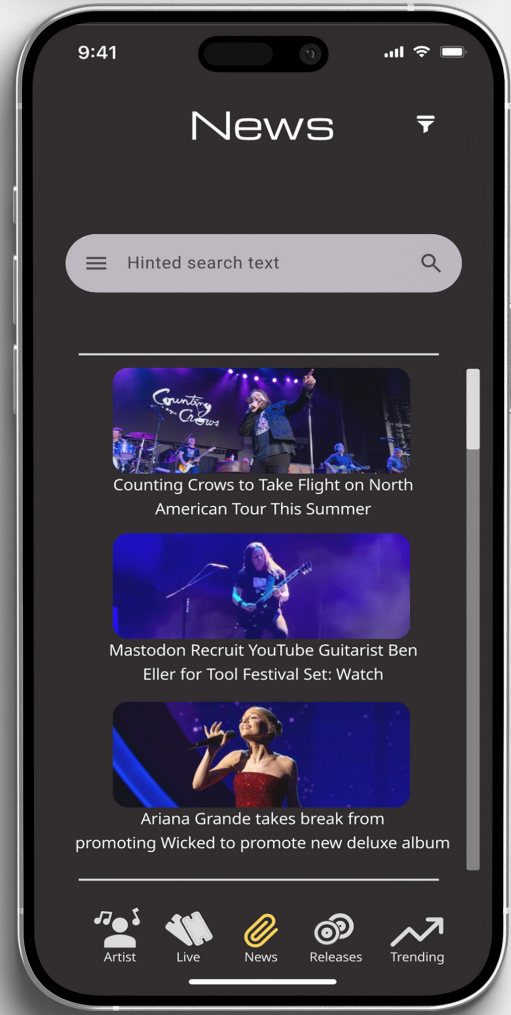 9:41
News
Hinted search text
Counting
Crows
Counting Crows to Take Flight on North
American Tour This Summer
Mastodon Recruit YouTube Guitarist Ben
Eller for Tool Festival Set: Watch
Ariana Grande takes break from
promoting Wicked to promote new deluxe album
Artist
Live
News
Releases
Trending